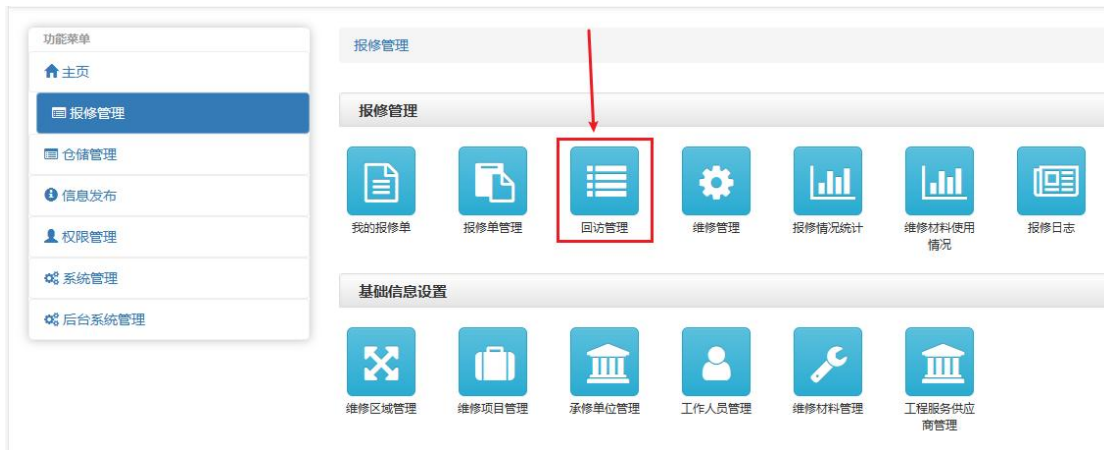 功能菜单
主页
报修管理
仓储管理
信息发布
权限管理
系统管理
后台系统管理
报修管理
报修管理
我的报修单
报修单管理
回访管理
维修管理
报修情况统计
维修材料使用
情况
报修日志
基础信息设置
维修区域管理
维修项目管理
承修单位管理
工作人员管理
维修材料管理
工程服务供应
商管理